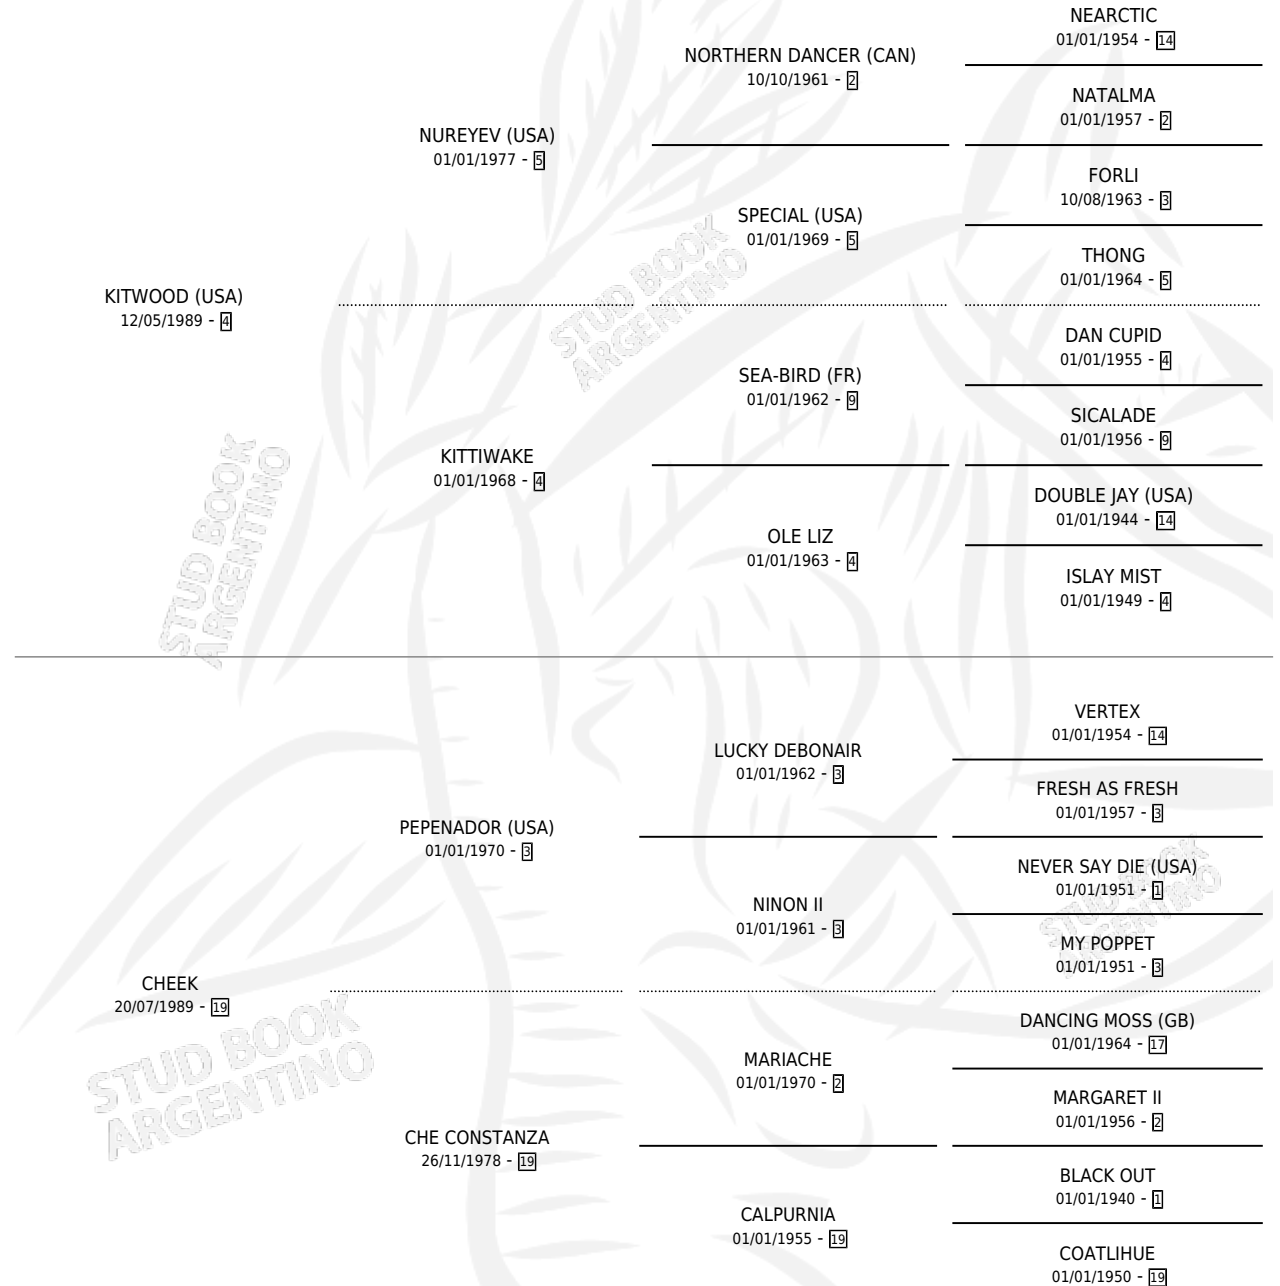 NEARCTIC
01/01/1954 - 14
NORTHERN DANCER (CAN)
10/10/1961 - 2
NATALMA
01/01/1957 - 2
NUREYEV (USA)
01/01/1977 - 5
FORLI
10/08/1963 - 3
SPECIAL (USA)
01/01/1969 - 5
THONG
01/01/1964 - 5
KITWOOD (USA)
12/05/1989 - 4
DAN CUPID
01/01/1955 - 4
SEA-BIRD (FR)
01/01/1962 - 9
SICALADE
01/01/1956 - 9
KITTIWAKE
01/01/1968 - 4
DOUBLE JAY (USA)
01/01/1944 - 14
OLE LIZ
01/01/1963 - 4
ISLAY MIST
01/01/1949 - 4
VERTEX
01/01/1954 - 14
LUCKY DEBONAIR
01/01/1962 - 3
FRESH AS FRESH
01/01/1957 - 3
PEPENADOR (USA)
01/01/1970 - 3
NEVER SAY DIE (USA)
01/01/1951 - 1
NINON II
01/01/1961 - 3
MY POPPET
01/01/1951 - 3
CHEEK
20/07/1989 - 19
DANCING MOSS (GB)
01/01/1964 - 17
MARIACHE
01/01/1970 - 2
MARGARET II
01/01/1956 - 2
CHE CONSTANZA
26/11/1978 - 19
BLACK OUT
01/01/1940 - 1
CALPURNIA
01/01/1955 - 19
COATLIHUE
01/01/1950 - 19
STUD BOOK
ARGENTINO
STUD BOOK
ARGENTINO
STUD BOOK
ARGENTINO
STUD BOOK
ARGENTINO